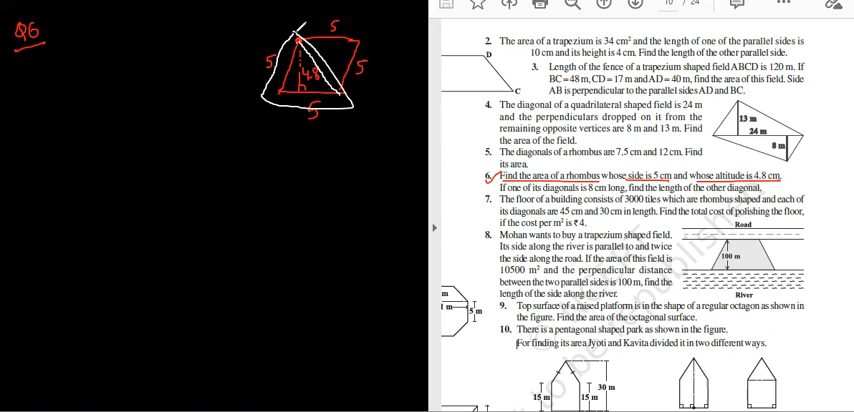 Q6
5
5
5
4.8
5
10 / 24
2. The area of a trapezium is 34 cm² and the length of one of the parallel sides is
10 cm and its height is 4 cm. Find the length of the other parallel side.
D
3. Length of the fence of a trapezium shaped field ABCD is 120 m. If
BC = 48 m, CD = 17 m and AD = 40 m, find the area of this field. Side
AB is perpendicular to the parallel sides AD and BC.
C
4. The diagonal of a quadrilateral shaped field is 24 m
and the perpendiculars dropped on it from the
remaining opposite vertices are 8 m and 13 m. Find
the area of the field.
13 m
24 m
8 m
5. The diagonals of a rhombus are 7.5 cm and 12 cm. Find
its area.
6. Find the area of a rhombus whose side is 5 cm and whose altitude is 4.8 cm.
If one of its diagonals is 8 cm long, find the length of the other diagonal.
7. The floor of a building consists of 3000 tiles which are rhombus shaped and each of
its diagonals are 45 cm and 30 cm in length. Find the total cost of polishing the floor,
if the cost per m² is ₹ 4.
8. Mohan wants to buy a trapezium shaped field.
Its side along the river is parallel to and twice
the side along the road. If the area of this field is
10500 m² and the perpendicular distance
between the two parallel sides is 100 m, find the
length of the side along the river.
Road
100 m
River
m
1 m
5 m
9. Top surface of a raised platform is in the shape of a regular octagon as shown in
the figure. Find the area of the octagonal surface.
10. There is a pentagonal shaped park as shown in the figure.
For finding its area Jyoti and Kavita divided it in two different ways.
30 m
15 m
15 m